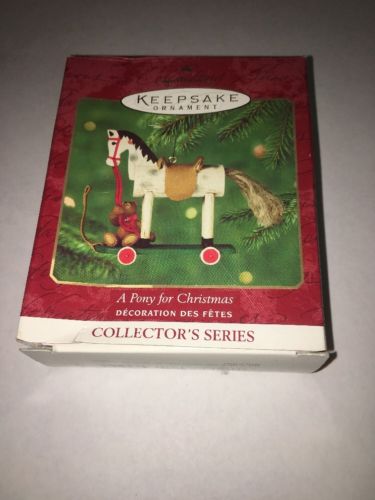 KEEPSAKE
ORNAMENT
A Pony for Christmas
DÉCORATION DES FÊTES
COLLECTOR'S SERIES